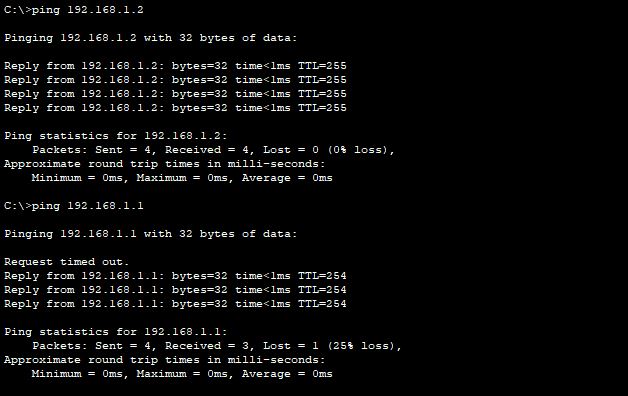 C:\>ping 192.168.1.2
Pinging 192.168.1.2 with 32 bytes of data:
Reply from 192.168.1.2: bytes=32 time<1ms TTL=255
Reply from 192.168.1.2: bytes=32 time<1ms TTL=255
Reply from 192.168.1.2: bytes=32 time<1ms TTL=255
Reply from 192.168.1.2: bytes=32 time<1ms TTL=255
Ping statistics for 192.168.1.2:
    Packets: Sent = 4, Received = 4, Lost = 0 (0% loss),
Approximate round trip times in milli-seconds:
    Minimum = 0ms, Maximum = 0ms, Average = 0ms
C:\>ping 192.168.1.1
Pinging 192.168.1.1 with 32 bytes of data:
Request timed out.
Reply from 192.168.1.1: bytes=32 time<1ms TTL=254
Reply from 192.168.1.1: bytes=32 time<1ms TTL=254
Reply from 192.168.1.1: bytes=32 time<1ms TTL=254
Ping statistics for 192.168.1.1:
    Packets: Sent = 4, Received = 3, Lost = 1 (25% loss),
Approximate round trip times in milli-seconds:
    Minimum = 0ms, Maximum = 0ms, Average = 0ms